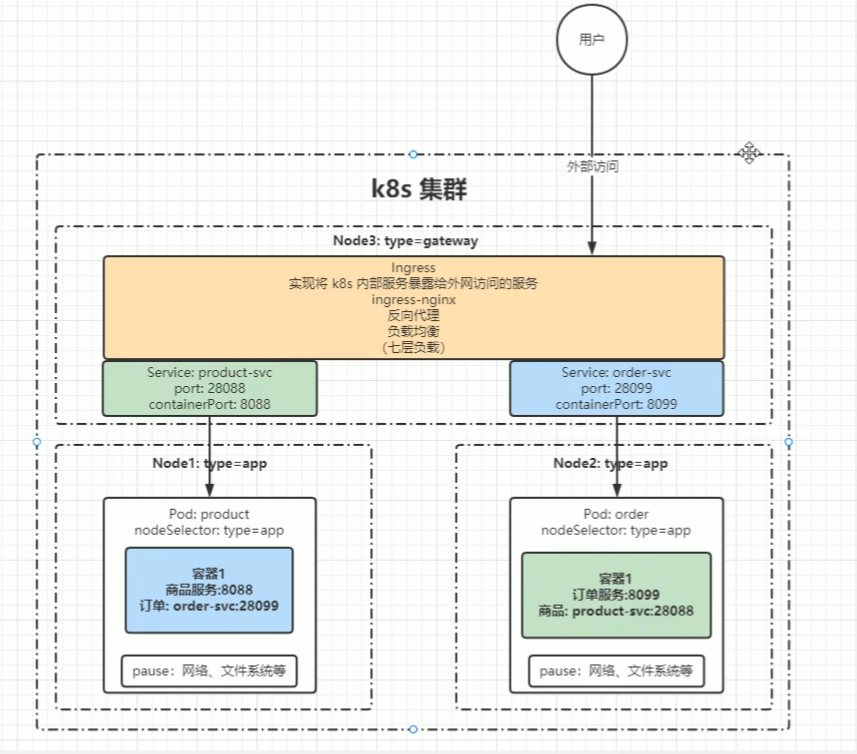 用户
外部访问
k8s 集群
Node3: type=gateway
Ingress
实现将 k8s 内部服务暴露给外网访问的服务
ingress-nginx
反向代理
负载均衡
（七层负载）
Service: product-svc
port: 28088
containerPort: 8088
Service: order-svc
port: 28099
containerPort: 8099
Node1: type=app
Pod: product
nodeSelector: type=app
容器1
商品服务:8088
订单: order-svc:28099
pause：网络、文件系统等
Node2: type=app
Pod: order
nodeSelector: type=app
容器1
订单服务:8099
商品: product-svc:28088
pause：网络、文件系统等